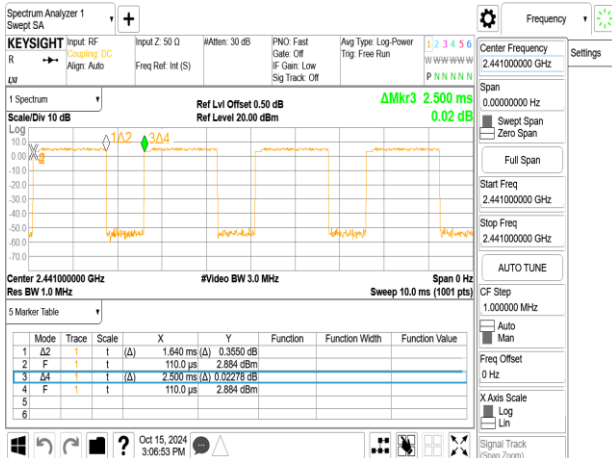 Spectrum Analyzer 1
Swept SA
Frequency
KEYSIGHT
R
Input: RF
Coupling: DC
Align: Auto
Input Z: 50 Ω
Freq Ref: Int (S)
#Atten: 30 dB
PNO: Fast
Gate: Off
IF Gain: Low
Sig Track: Off
Avg Type: Log-Power
Trig: Free Run
1 2 3 4 5 6
W W W W W W
P N N N N N
1 Spectrum
Scale/Div 10 dB
Ref Lvl Offset 0.50 dB
Ref Level 20.00 dBm
ΔMkr3 2.500 ms
0.02 dB
Log
10.0
0.00
-10.0
-20.0
-30.0
-40.0
-50.0
-60.0
-70.0
1Δ2
3Δ4
Center 2.441000000 GHz
Res BW 1.0 MHz
#Video BW 3.0 MHz
Span 0 Hz
Sweep 10.0 ms (1001 pts)
5 Marker Table
Mode Trace Scale X Y Function Function Width Function Value
1 Δ2 1 t (Δ) 1.640 ms (Δ) 0.3550 dB
2 F 1 t 110.0 µs 2.884 dBm
3 Δ4 1 t (Δ) 2.500 ms (Δ) 0.02278 dB
4 F 1 t 110.0 µs 2.884 dBm
5
6
?
Oct 15, 2024
3:06:53 PM
Center Frequency
2.441000000 GHz
Settings
Span
0.00000000 Hz
Swept Span
Zero Span
Full Span
Start Freq
2.441000000 GHz
Stop Freq
2.441000000 GHz
AUTO TUNE
CF Step
1.000000 MHz
Auto
Man
Freq Offset
0 Hz
X Axis Scale
Log
Lin
Signal Track
(Span Zoom)